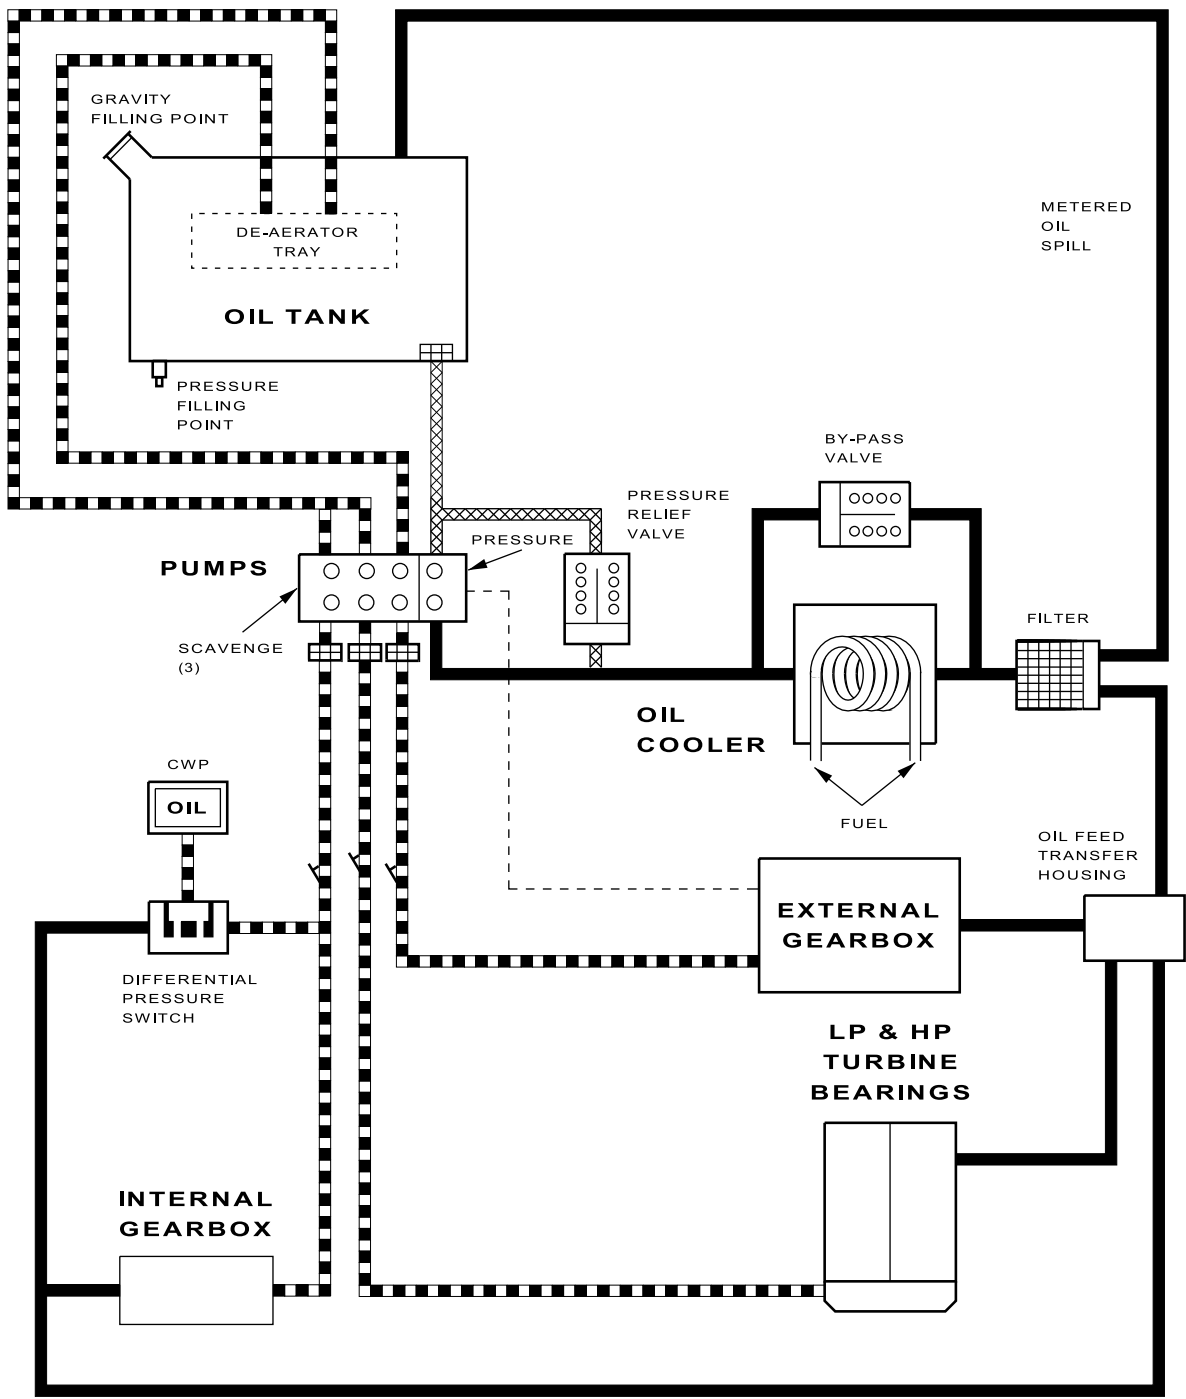 GRAVITY
FILLING POINT
DE-AERATOR
TRAY
OIL TANK
METERED
OIL
SPILL
PRESSURE
FILLING
POINT
BY-PASS
VALVE
PRESSURE
RELIEF
VALVE
PRESSURE
PUMPS
SCAVENGE
(3)
FILTER
OIL
COOLER
FUEL
CWP
OIL
OIL FEED
TRANSFER
HOUSING
EXTERNAL
GEARBOX
DIFFERENTIAL
PRESSURE
SWITCH
LP & HP
TURBINE
BEARINGS
INTERNAL
GEARBOX